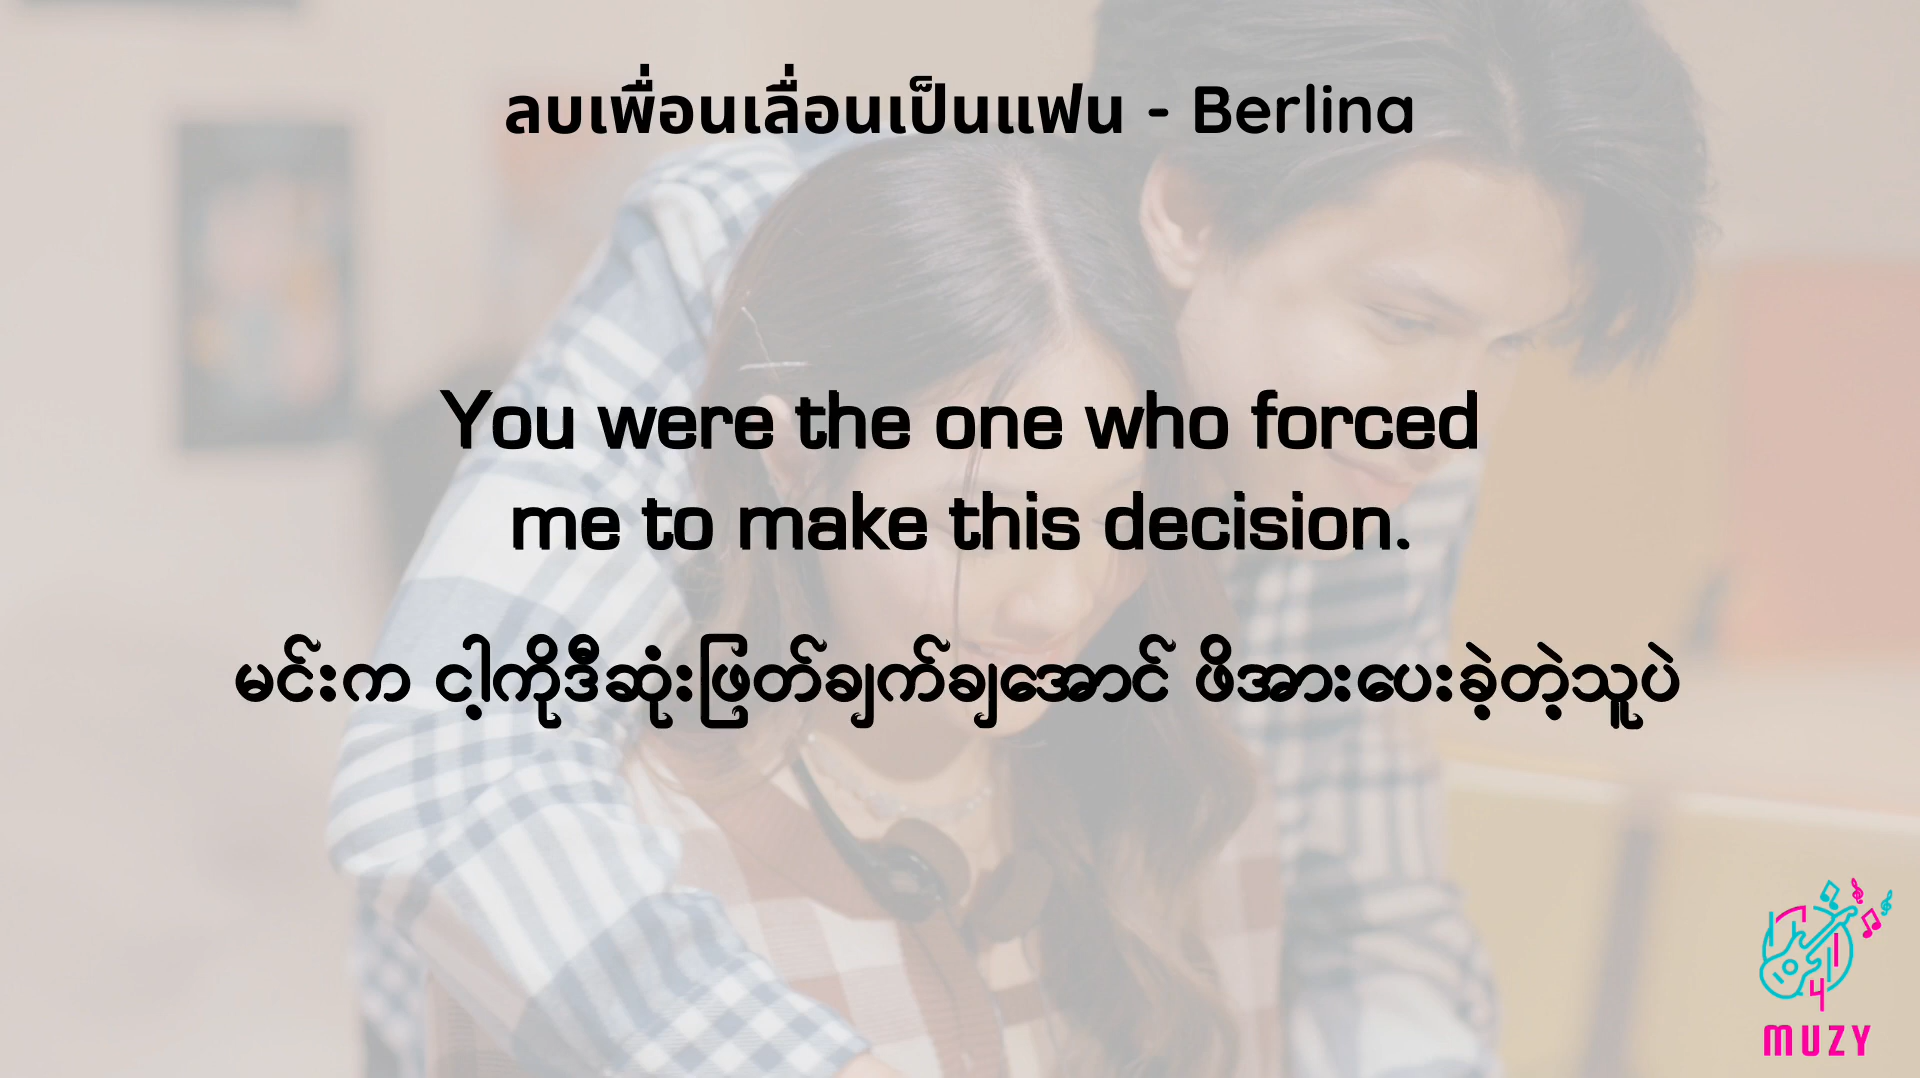 ลบเพื่อนเลื่อนเป็นแฟน - Berlina
You were the one who forced
me to make this decision.
မင်းက ငါ့ကိုဒီဆုံးဖြတ်ချက်ချအောင် ဖိအားပေးခဲ့တဲ့သူပဲ
MUZY